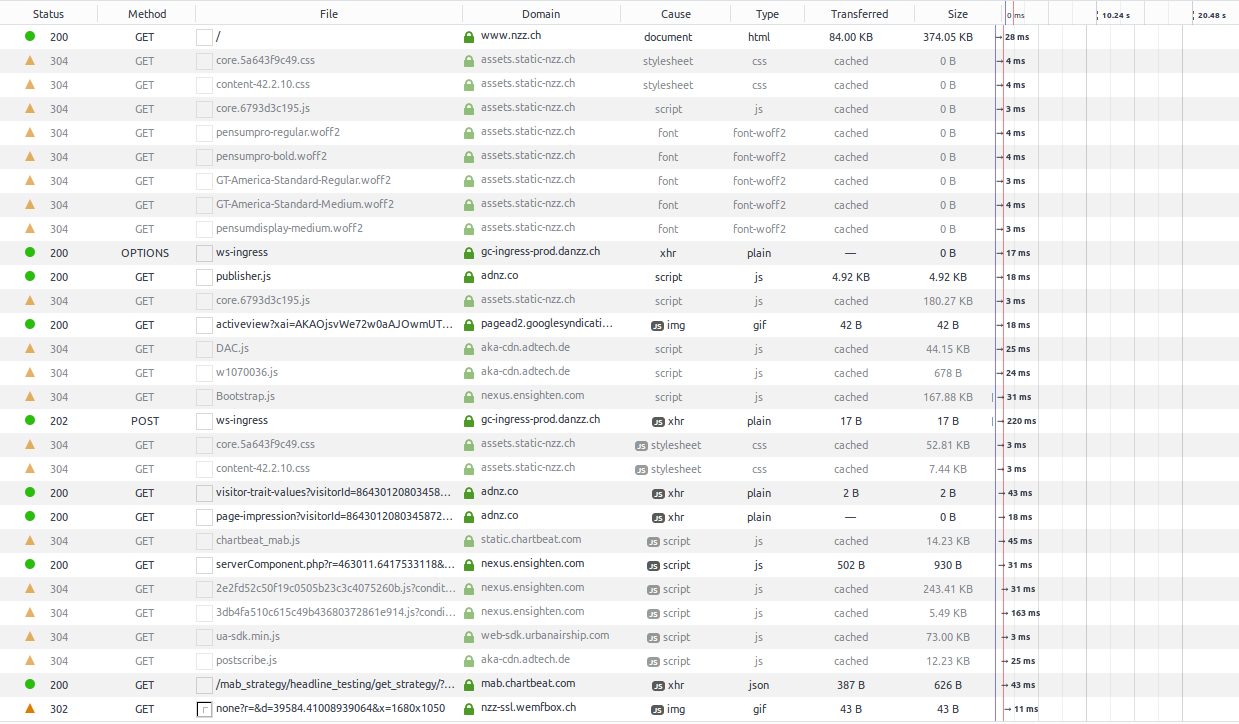 Status Method File Domain Cause Type Transferred Size 0 ms 10.24 s 20.48 s
200 GET / www.nzz.ch document html 84.00 KB 374.05 KB → 28 ms
304 GET core.5a643f9c49.css assets.static-nzz.ch stylesheet css cached 0 B → 4 ms
304 GET content-42.2.10.css assets.static-nzz.ch stylesheet css cached 0 B → 4 ms
304 GET core.6793d3c195.js assets.static-nzz.ch script js cached 0 B → 3 ms
304 GET pensumpro-regular.woff2 assets.static-nzz.ch font font-woff2 cached 0 B → 4 ms
304 GET pensumpro-bold.woff2 assets.static-nzz.ch font font-woff2 cached 0 B → 4 ms
304 GET GT-America-Standard-Regular.woff2 assets.static-nzz.ch font font-woff2 cached 0 B → 3 ms
304 GET GT-America-Standard-Medium.woff2 assets.static-nzz.ch font font-woff2 cached 0 B → 4 ms
304 GET pensumdisplay-medium.woff2 assets.static-nzz.ch font font-woff2 cached 0 B → 3 ms
200 OPTIONS ws-ingress gc-ingress-prod.danzz.ch xhr plain — 0 B → 17 ms
200 GET publisher.js adnz.co script js 4.92 KB 4.92 KB → 18 ms
304 GET core.6793d3c195.js assets.static-nzz.ch script js cached 180.27 KB → 3 ms
200 GET activeview?xai=AKAOjsvWe72w0aAJOwmUT… pagead2.googlesyndicati… JS img gif 42 B 42 B → 18 ms
304 GET DAC.js aka-cdn.adtech.de script js cached 44.15 KB → 25 ms
304 GET w1070036.js aka-cdn.adtech.de script js cached 678 B → 24 ms
304 GET Bootstrap.js nexus.ensighten.com script js cached 167.88 KB → 31 ms
202 POST ws-ingress gc-ingress-prod.danzz.ch JS xhr plain 17 B 17 B → 220 ms
304 GET core.5a643f9c49.css assets.static-nzz.ch JS stylesheet css cached 52.81 KB → 3 ms
304 GET content-42.2.10.css assets.static-nzz.ch JS stylesheet css cached 7.44 KB → 3 ms
200 GET visitor-trait-values?visitorId=86430120803458… adnz.co JS xhr plain 2 B 2 B → 43 ms
200 GET page-impression?visitorId=8643012080345872… adnz.co JS xhr plain — 0 B → 18 ms
304 GET chartbeat_mab.js static.chartbeat.com JS script js cached 14.23 KB → 45 ms
200 GET serverComponent.php?r=463011.6417533118&… nexus.ensighten.com JS script js 502 B 930 B → 31 ms
304 GET 2e2fd52c50f19c0505b23c3c4075260b.js?condit… nexus.ensighten.com JS script js cached 243.41 KB → 31 ms
304 GET 3db4fa510c615c49b43680372861e914.js?condi… nexus.ensighten.com JS script js cached 5.49 KB → 163 ms
304 GET ua-sdk.min.js web-sdk.urbanairship.com JS script js cached 73.00 KB → 3 ms
304 GET postscribe.js aka-cdn.adtech.de JS script js cached 12.23 KB → 25 ms
200 GET /mab_strategy/headline_testing/get_strategy/?… mab.chartbeat.com JS xhr json 387 B 626 B → 43 ms
302 GET none?r=&d=39584.41008939064&x=1680x1050 nzz-ssl.wemfbox.ch JS img gif 43 B 43 B → 11 ms